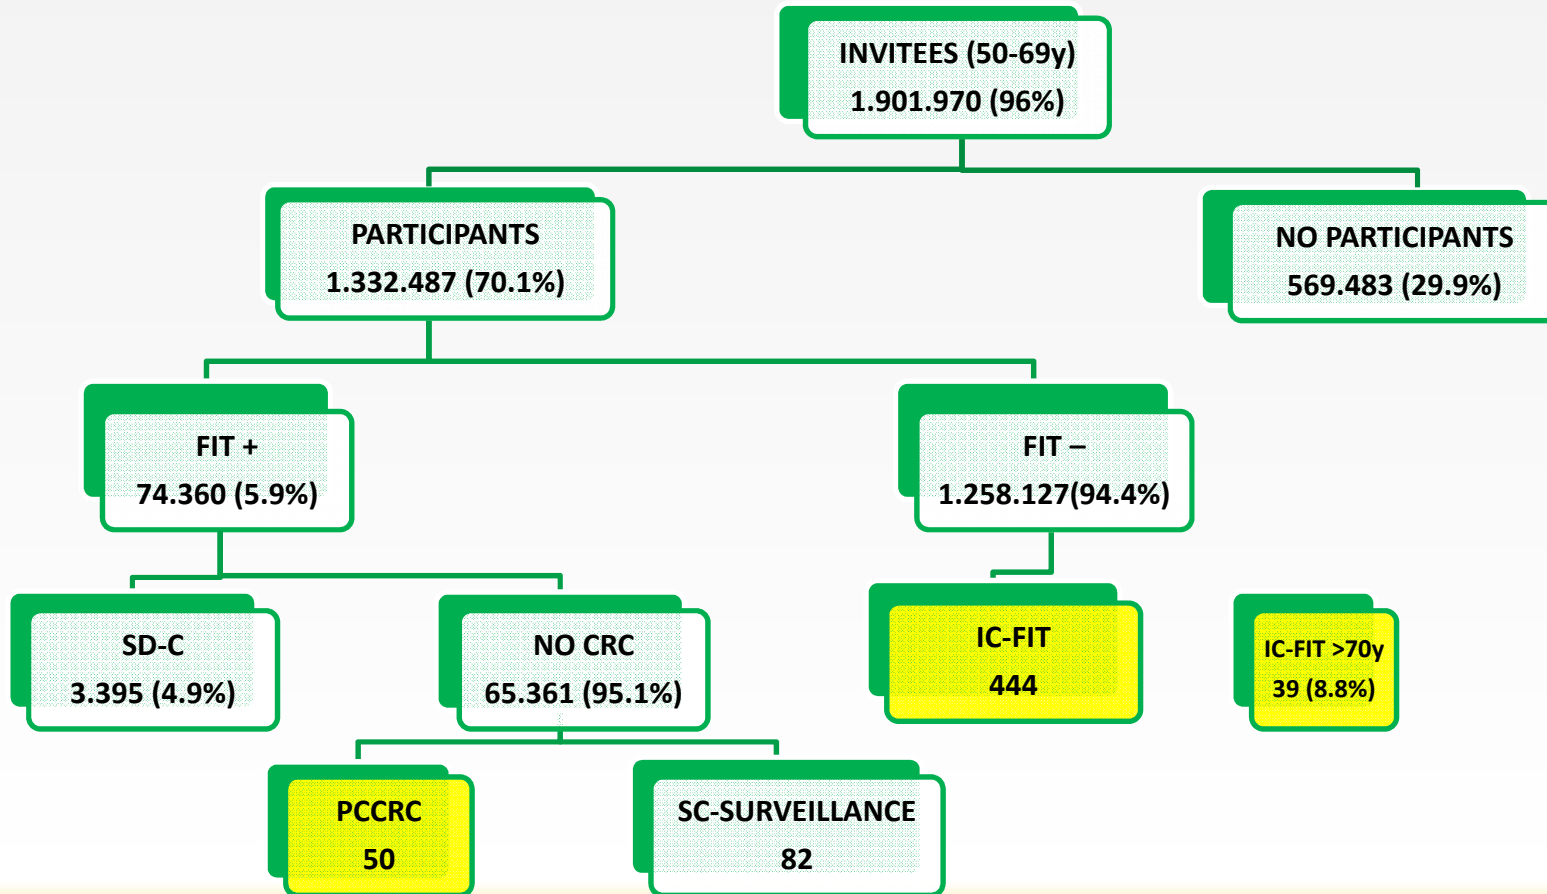 INVITEES (50-69y)
1.901.970 (96%)
PARTICIPANTS
1.332.487 (70.1%)
NO PARTICIPANTS
569.483 (29.9%)
FIT +
74.360 (5.9%)
FIT –
1.258.127(94.4%)
SD-C
3.395 (4.9%)
NO CRC
65.361 (95.1%)
IC-FIT
444
IC-FIT >70y
39 (8.8%)
PCCRC
50
SC-SURVEILLANCE
82